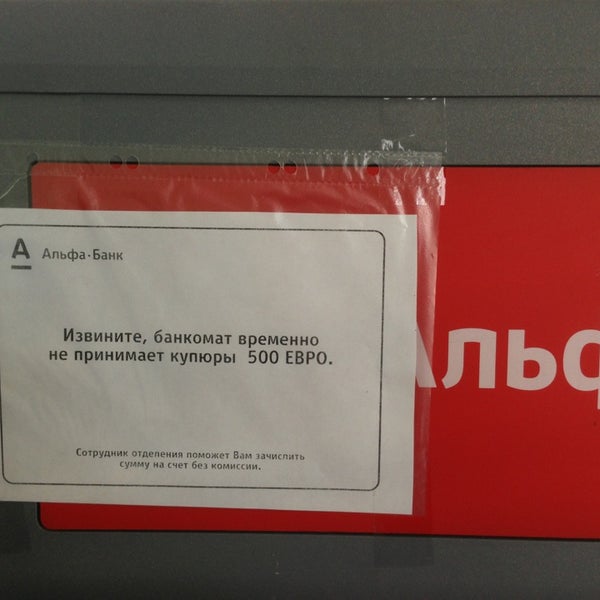 А Альфа·Банк
Извините, банкомат временно
не принимает купюры 500 ЕВРО.
Сотрудник отделения поможет Вам зачислить
сумму на счет без комиссии.
Альф